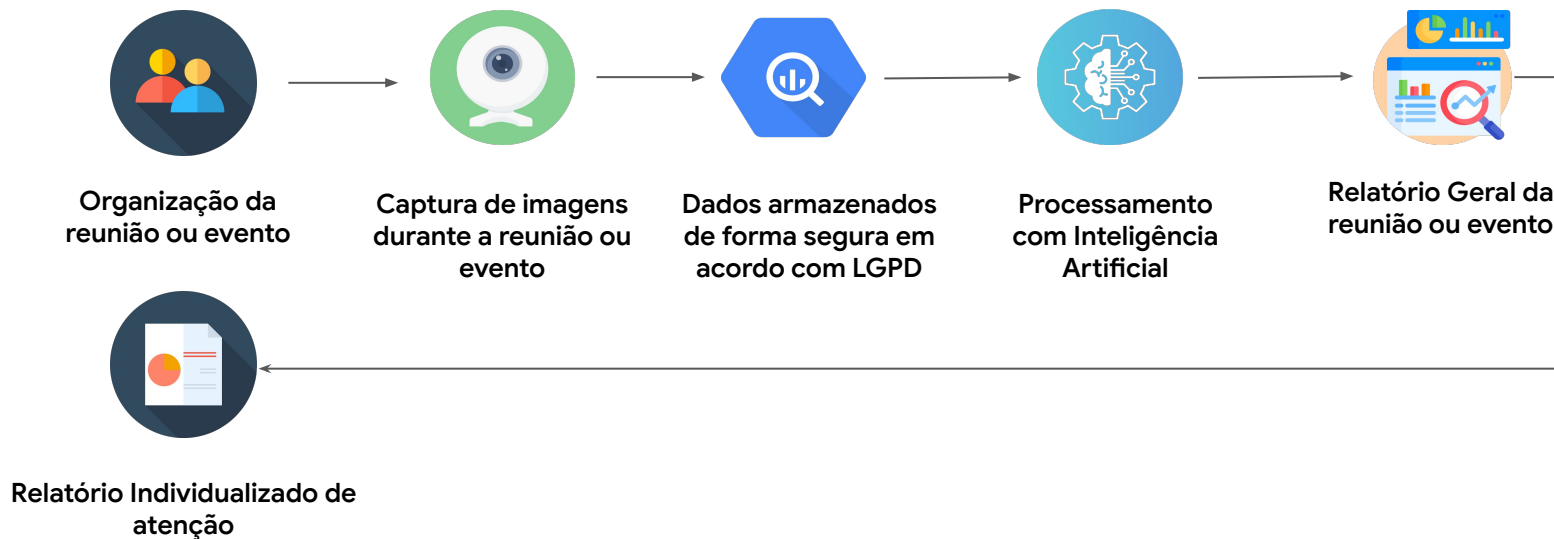 Organização da
reunião ou evento
Captura de imagens
durante a reunião ou
evento
Dados armazenados
de forma segura em
acordo com LGPD
Processamento
com Inteligência
Artificial
Relatório Geral da
reunião ou evento
Relatório Individualizado de
atenção